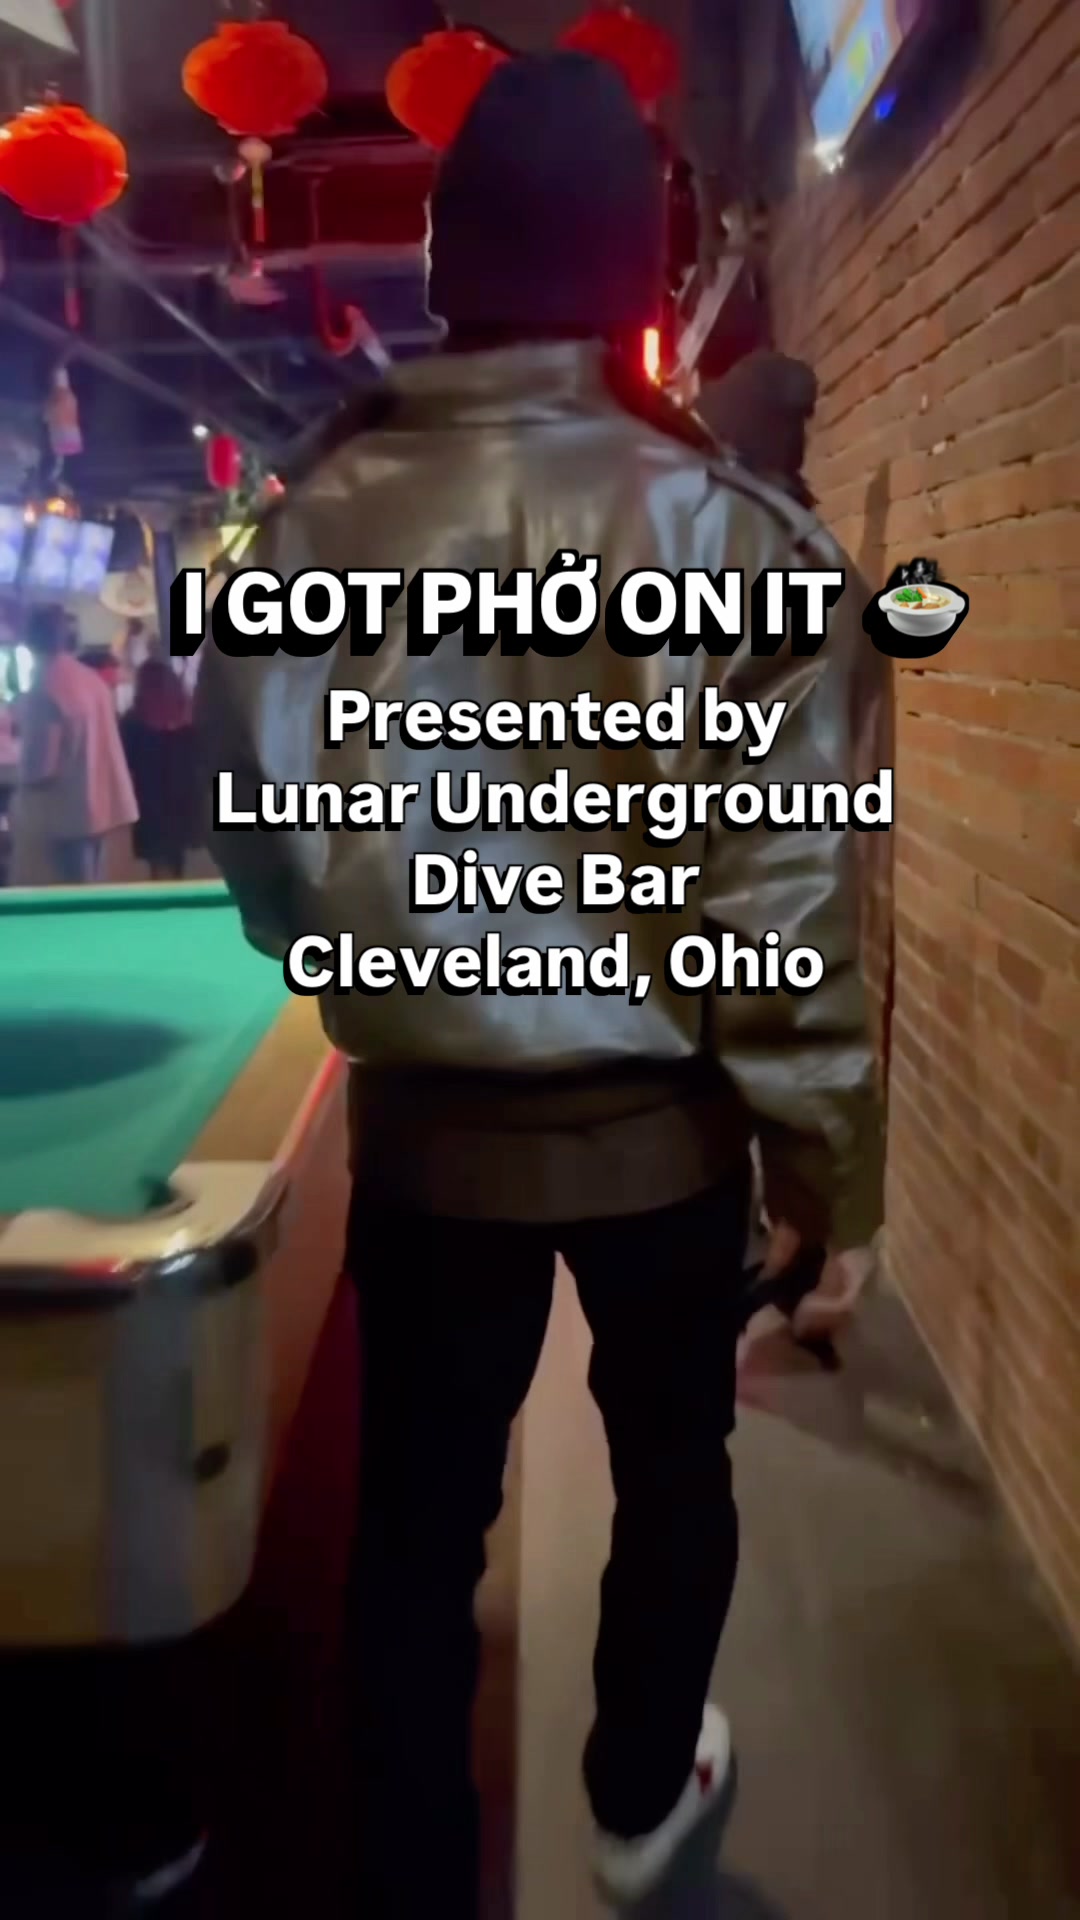 I GOT PHỞ ON IT 🍲
Presented by
Lunar Underground
Dive Bar
Cleveland, Ohio